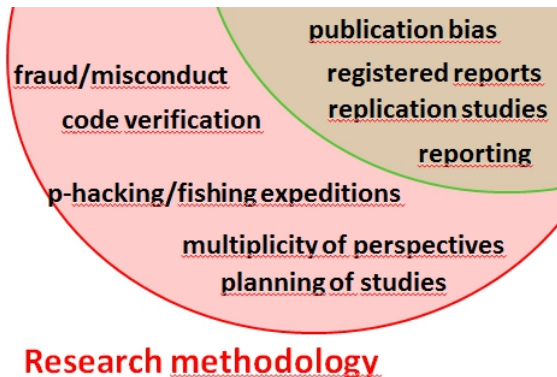 publication bias
fraud/misconduct
registered reports
code verification
replication studies
reporting
p-hacking/fishing expeditions
multiplicity of perspectives
planning of studies
Research methodology